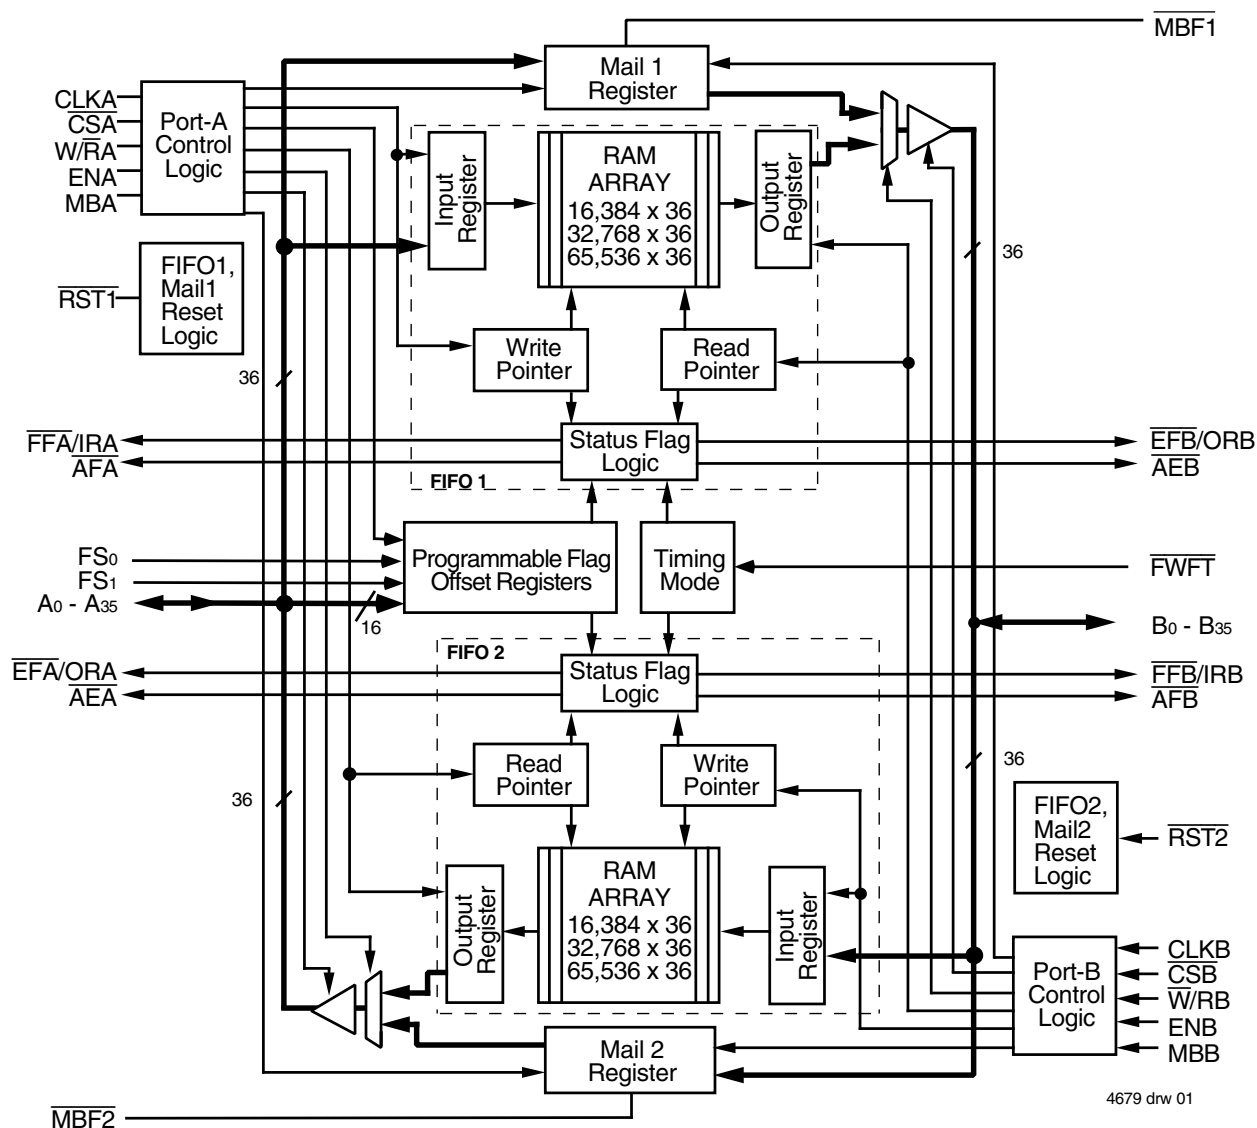 MBF1
Mail 1
Register
CLKA
CSA
W/RA
ENA
MBA
Port-A
Control
Logic
Input
Register
RAM
ARRAY
16,384 x 36
32,768 x 36
65,536 x 36
Output
Register
36
RST1
FIFO1,
Mail1
Reset
Logic
Write
Pointer
Read
Pointer
36
FFA/IRA
AFA
Status Flag
Logic
EFB/ORB
AEB
FIFO 1
FS0
FS1
A0 - A35
Programmable Flag
Offset Registers
Timing
Mode
FWFT
16
B0 - B35
FIFO 2
EFA/ORA
AEA
Status Flag
Logic
FFB/IRB
AFB
Read
Pointer
Write
Pointer
36
36
FIFO2,
Mail2
Reset
Logic
RST2
Output
Register
RAM
ARRAY
16,384 x 36
32,768 x 36
65,536 x 36
Input
Register
Port-B
Control
Logic
CLKB
CSB
W/RB
ENB
MBB
Mail 2
Register
MBF2
4679 drw 01